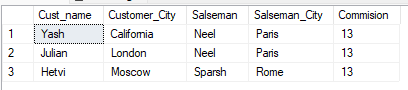 Cust_name Customer_City Salseman Salseman_City Commision
1 Yash California Neel Paris 13
2 Julian London Neel Paris 13
3 Hetvi Moscow Sparsh Rome 13